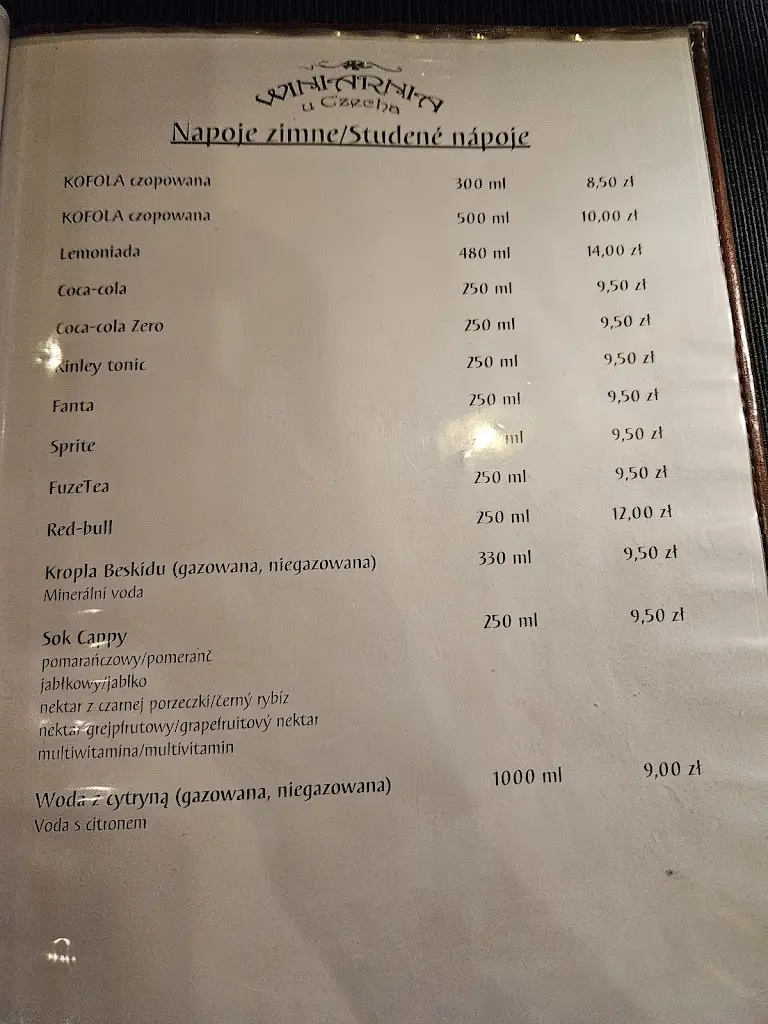 WINIARNIA
u Czecha
Napoje zimne/Studené nápoje
KOFOLA czopowana 300 ml 8,50 zł
KOFOLA czopowana 500 ml 10,00 zł
Lemoniada 480 ml 14,00 zł
Coca-cola 250 ml 9,50 zł
Coca-cola Zero 250 ml 9,50 zł
Kinley tonic 250 ml 9,50 zł
Fanta 250 ml 9,50 zł
Sprite ml 9,50 zł
FuzeTea 250 ml 9,50 zł
Red-bull 250 ml 12,00 zł
Kropla Beskidu (gazowana, niegazowana) 330 ml 9,50 zł
Minerální voda
Sok Cappy 250 ml 9,50 zł
pomarańczowy/pomeranč
jabłkowy/jablko
nektar z czarnej porzeczki/černý rybíz
nektar grejpfrutowy/grapefruitový nektar
multiwitamina/multivitamin
Woda z cytryną (gazowana, niegazowana) 1000 ml 9,00 zł
Voda s citronem